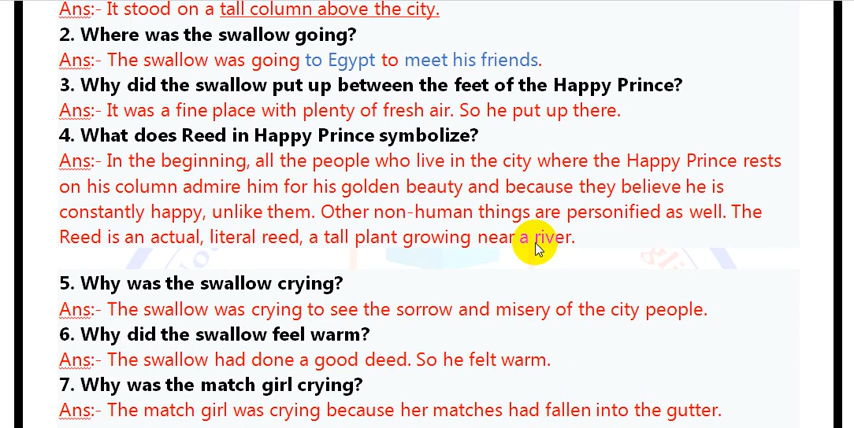 Ans:- It stood on a tall column above the city.
2. Where was the swallow going?
Ans:- The swallow was going to Egypt to meet his friends.
3. Why did the swallow put up between the feet of the Happy Prince?
Ans:- It was a fine place with plenty of fresh air. So he put up there.
4. What does Reed in Happy Prince symbolize?
Ans:- In the beginning, all the people who live in the city where the Happy Prince rests
on his column admire him for his golden beauty and because they believe he is
constantly happy, unlike them. Other non-human things are personified as well. The
Reed is an actual, literal reed, a tall plant growing near a river.
5. Why was the swallow crying?
Ans:- The swallow was crying to see the sorrow and misery of the city people.
6. Why did the swallow feel warm?
Ans:- The swallow had done a good deed. So he felt warm.
7. Why was the match girl crying?
Ans:- The match girl was crying because her matches had fallen into the gutter.